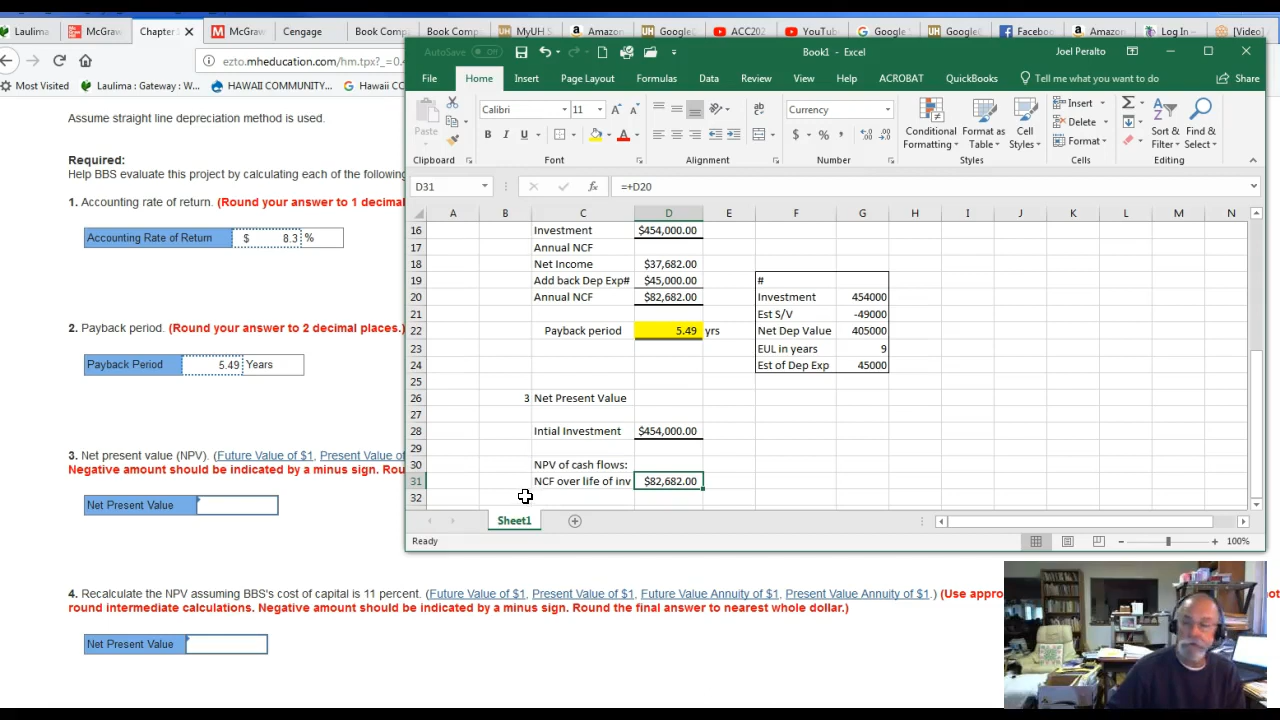 Laulima
McGraw
Chapter 1
McGraw
Cengage
Book Comp
Book Comp
MyUH S
Amazon
Google
ACC202
YouTub
Google
Google
Faceboo
Amazon
Log In –
[Video]
ezto.mheducation.com/hm.tpx?_=0.
Most Visited
Laulima : Gateway : W...
HAWAII COMMUNITY...
Hawaii CC
AutoSave Off
Book1 - Excel
Joel Peralto
File Home Insert Page Layout Formulas Data Review View Help ACROBAT QuickBooks Tell me what you want to do Share
Paste
Calibri 11
B I U
Currency
$ % ,
Conditional Formatting
Format as Table
Cell Styles
Insert
Delete
Format
Sort & Filter
Find & Select
Clipboard Font Alignment Number Styles Cells Editing
D31 fx =+D20
A B C D E F G H I J K L M N
16 Investment $454,000.00
17 Annual NCF
18 Net Income $37,682.00
19 Add back Dep Exp# $45,000.00 #
20 Annual NCF $82,682.00 Investment 454000
21 Est S/V -49000
22 Payback period 5.49 yrs Net Dep Value 405000
23 EUL in years 9
24 Est of Dep Exp 45000
25
26 3 Net Present Value
27
28 Intial Investment $454,000.00
29
30 NPV of cash flows:
31 NCF over life of inv $82,682.00
32
Sheet1
Ready
100%
Assume straight line depreciation method is used.
Required:
Help BBS evaluate this project by calculating each of the following
1. Accounting rate of return. (Round your answer to 1 decimal
Accounting Rate of Return $ 8.3 %
2. Payback period. (Round your answer to 2 decimal places.)
Payback Period 5.49 Years
3. Net present value (NPV). (Future Value of $1, Present Value
Negative amount should be indicated by a minus sign. Rou
Net Present Value
4. Recalculate the NPV assuming BBS's cost of capital is 11 percent. (Future Value of $1, Present Value of $1, Future Value Annuity of $1, Present Value Annuity of $1.) (Use appro
round intermediate calculations. Negative amount should be indicated by a minus sign. Round the final answer to nearest whole dollar.)
Net Present Value